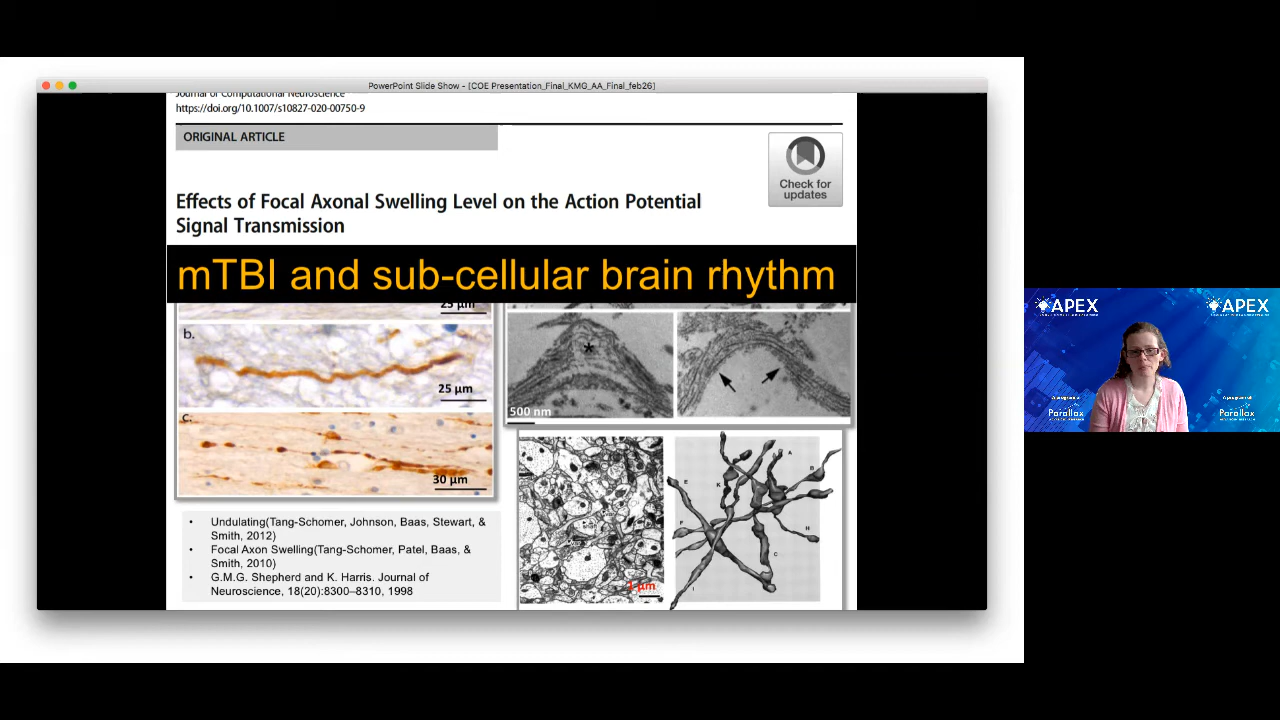 PowerPoint Slide Show - [COE Presentation_Final_KMG_AA_Final_feb26]
Journal of Computational Neuroscience
https://doi.org/10.1007/s10827-020-00750-9
ORIGINAL ARTICLE
Check for
updates
Effects of Focal Axonal Swelling Level on the Action Potential
Signal Transmission
mTBI and sub-cellular brain rhythm
25 μm
b.
25 μm
500 nm
*
c.
30 μm
1 μm
A
B
C
E
F
H
I
K
• Undulating(Tang-Schomer, Johnson, Baas, Stewart, &
Smith, 2012)
• Focal Axon Swelling(Tang-Schomer, Patel, Baas, &
Smith, 2010)
• G.M.G. Shepherd and K. Harris. Journal of
Neuroscience, 18(20):8300–8310, 1998
APEX
APEX
A program of
Parallax
A program of
Parallax